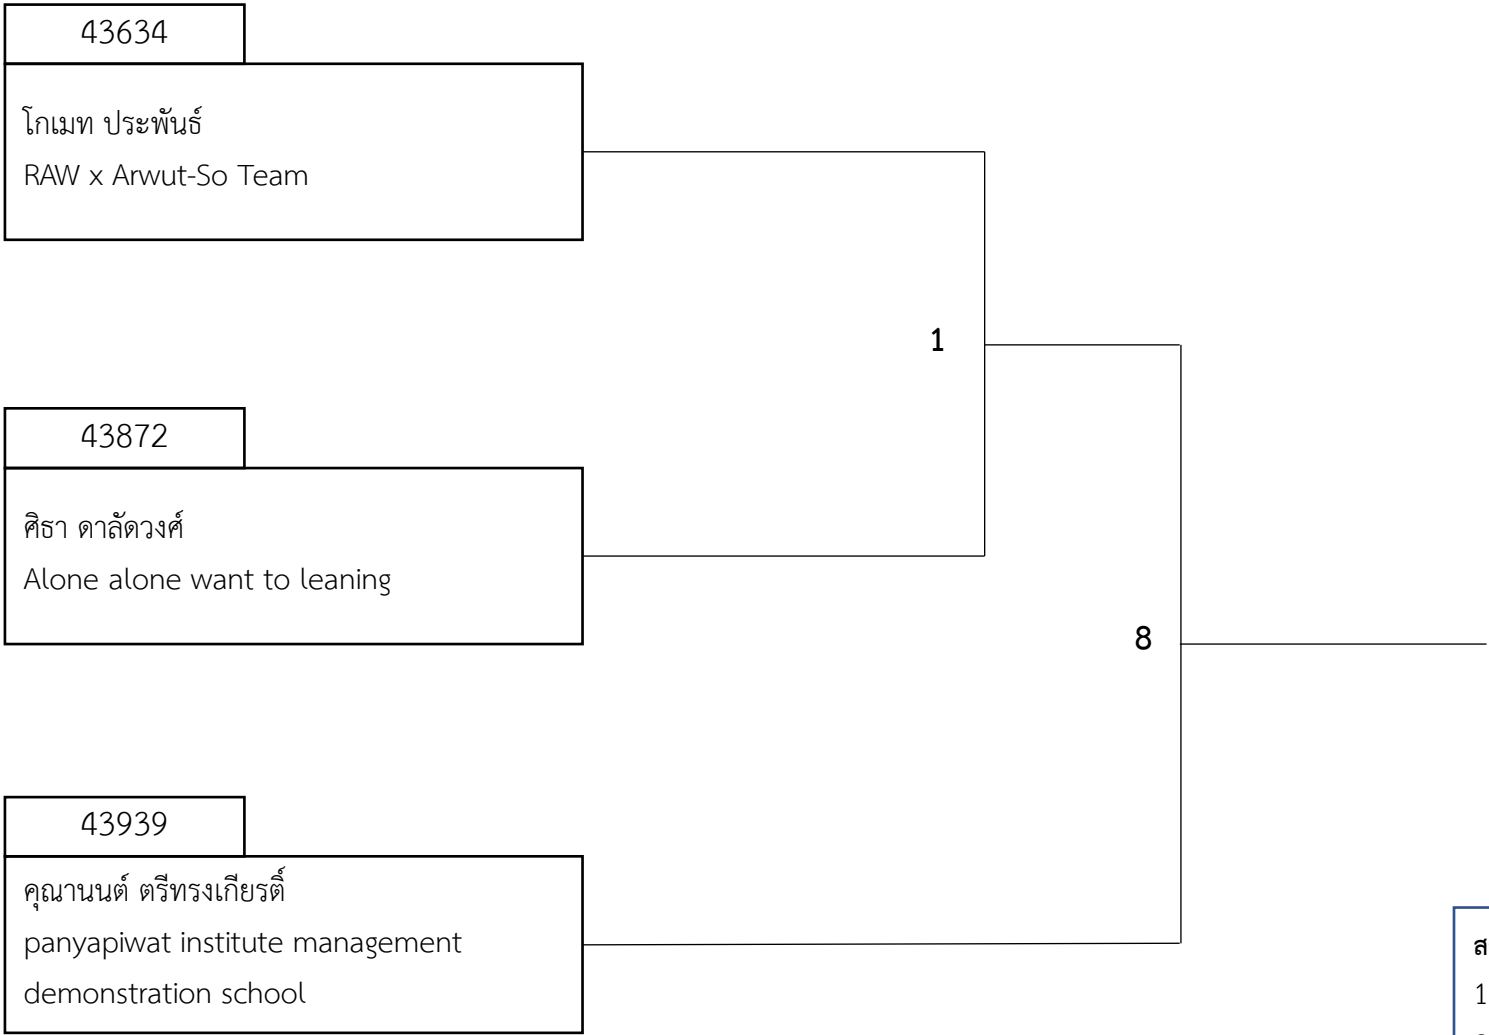 43634
โกเมท ประพันธ์
RAW x Arwut-So Team
1
43872
ศิธา ดาลัดวงศ์
Alone alone want to leaning
8
43939
คุณานนต์ ตรีทรงเกียรติ์
panyapiwat institute management
demonstration school
ส
1